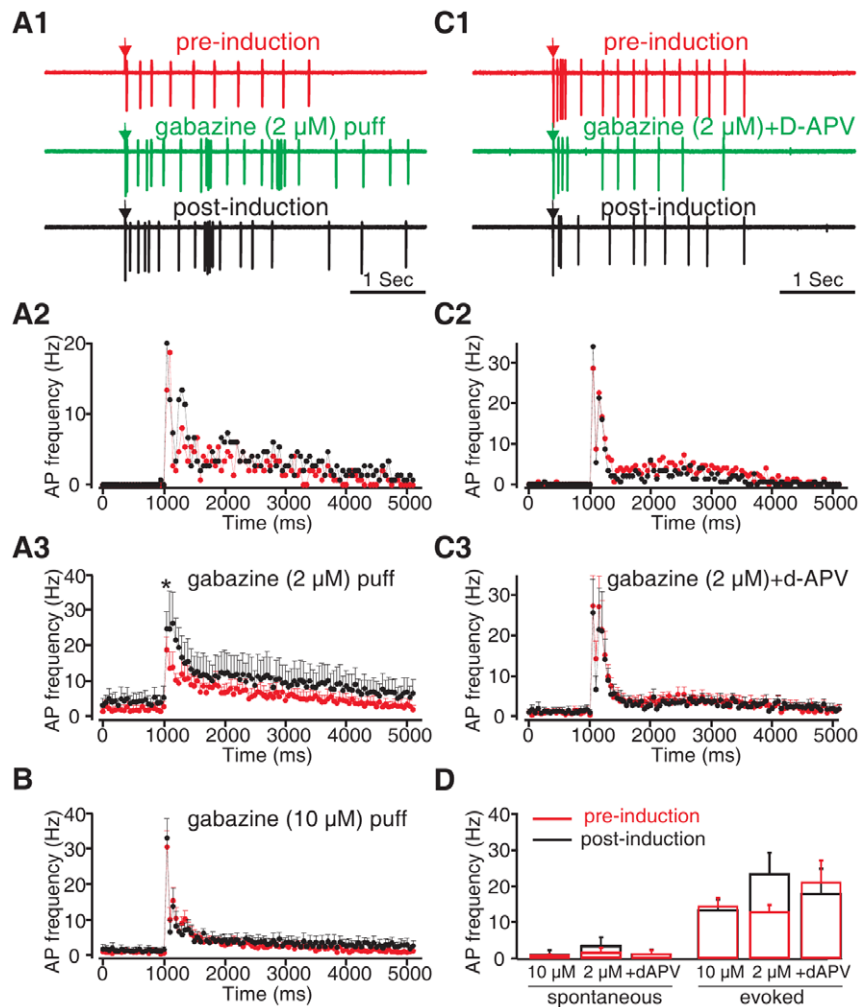 A1
pre-induction
gabazine (2 µM) puff
post-induction
1 Sec
C1
pre-induction
gabazine (2 µM)+D-APV
post-induction
1 Sec
A2
AP frequency (Hz)
20
10
0
0 1000 2000 3000 4000 5000
Time (ms)
C2
AP frequency (Hz)
30
20
10
0
0 1000 2000 3000 4000 5000
Time (ms)
A3
gabazine (2 µM) puff
*
AP frequency (Hz)
40
30
20
10
0
0 1000 2000 3000 4000 5000
Time (ms)
C3
gabazine (2 µM)+d-APV
AP frequency (Hz)
30
20
10
0
0 1000 2000 3000 4000 5000
Time (ms)
B
gabazine (10 µM) puff
AP frequency (Hz)
40
30
20
10
0
0 1000 2000 3000 4000 5000
Time (ms)
D
pre-induction
post-induction
AP frequency (Hz)
40
30
20
10
0
10 µM 2 µM +dAPV 10 µM 2 µM +dAPV
spontaneous evoked